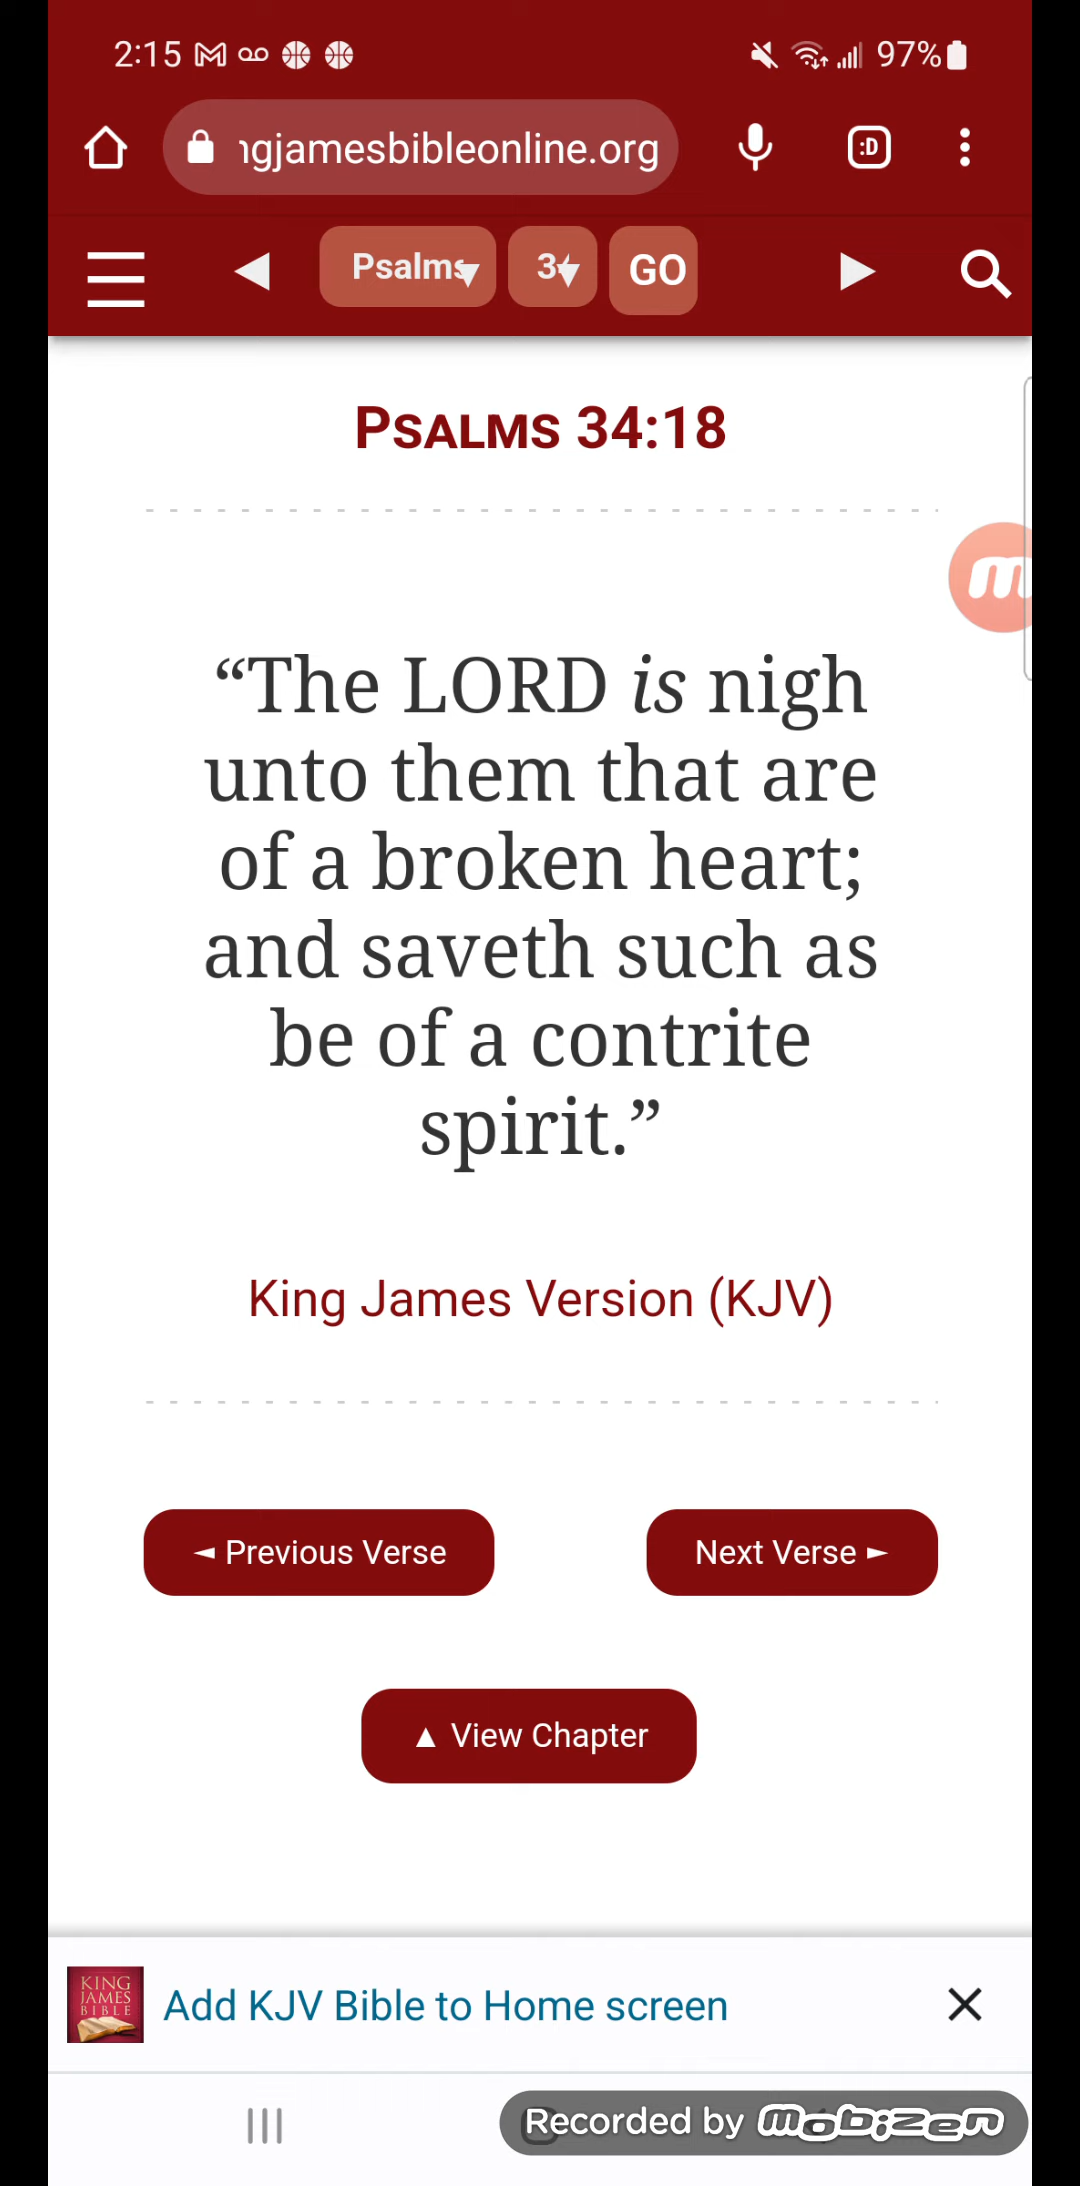 2:15 97%
ngjamesbibleonline.org :D
Psalms 34 GO
PSALMS 34:18
“The LORD is nigh
unto them that are
of a broken heart;
and saveth such as
be of a contrite
spirit.”
King James Version (KJV)
◄ Previous Verse Next Verse ►
▲ View Chapter
KING
JAMES
BIBLE
Add KJV Bible to Home screen
Recorded by mobizen